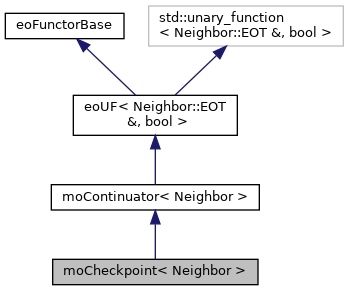 eoFunctorBase
std::unary_function
< Neighbor::EOT &, bool >
eoUF< Neighbor::EOT
&, bool >
moContinuator< Neighbor >
moCheckpoint< Neighbor >